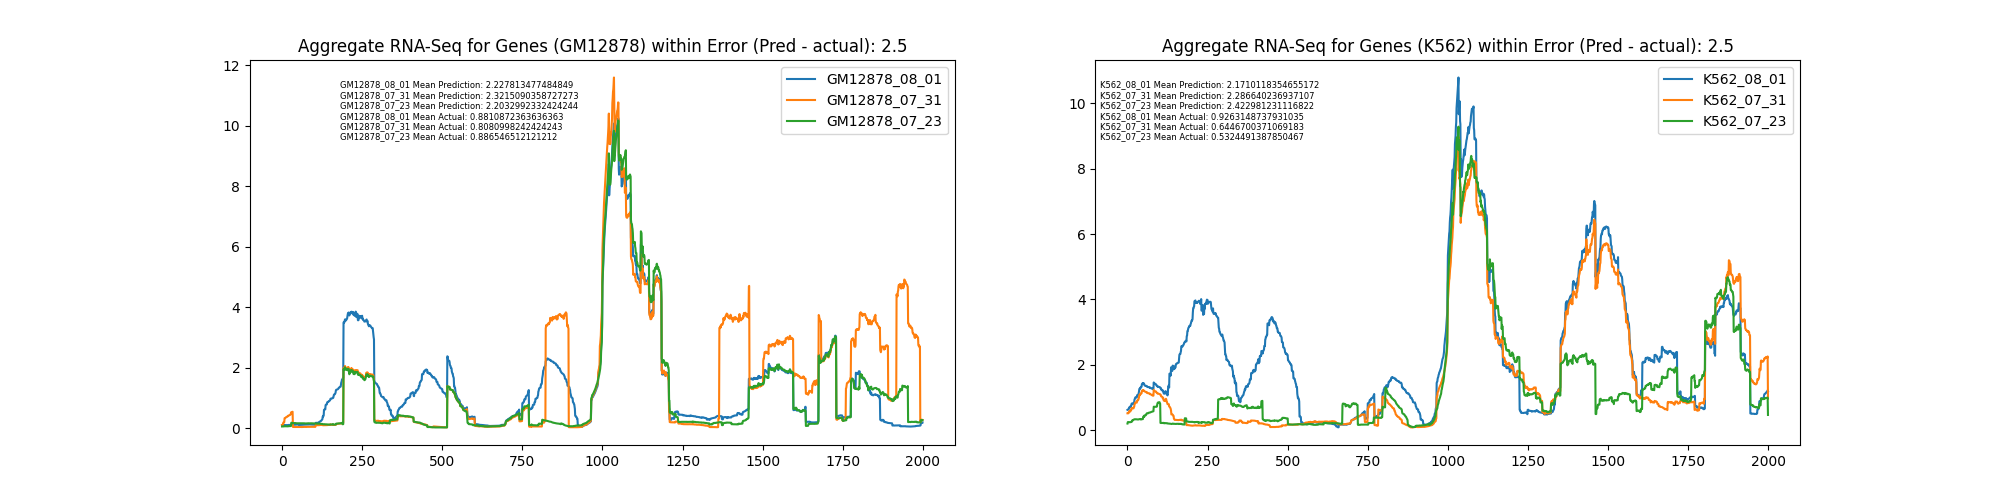 Aggregate RNA-Seq for Genes (GM12878) within Error (Pred - actual): 2.5
GM12878_08_01 Mean Prediction: 2.227813477484849
GM12878_07_31 Mean Prediction: 2.3215090358727273
GM12878_07_23 Mean Prediction: 2.2032992332424244
GM12878_08_01 Mean Actual: 0.8810872363636363
GM12878_07_31 Mean Actual: 0.8080998242424243
GM12878_07_23 Mean Actual: 0.886546512121212
GM12878_08_01
GM12878_07_31
GM12878_07_23
12
10
8
6
4
2
0
0 250 500 750 1000 1250 1500 1750 2000
Aggregate RNA-Seq for Genes (K562) within Error (Pred - actual): 2.5
K562_08_01 Mean Prediction: 2.1710118354655172
K562_07_31 Mean Prediction: 2.286640236937107
K562_07_23 Mean Prediction: 2.422981231116822
K562_08_01 Mean Actual: 0.9263148737931035
K562_07_31 Mean Actual: 0.6446700371069183
K562_07_23 Mean Actual: 0.5324491387850467
K562_08_01
K562_07_31
K562_07_23
10
8
6
4
2
0
0 250 500 750 1000 1250 1500 1750 2000